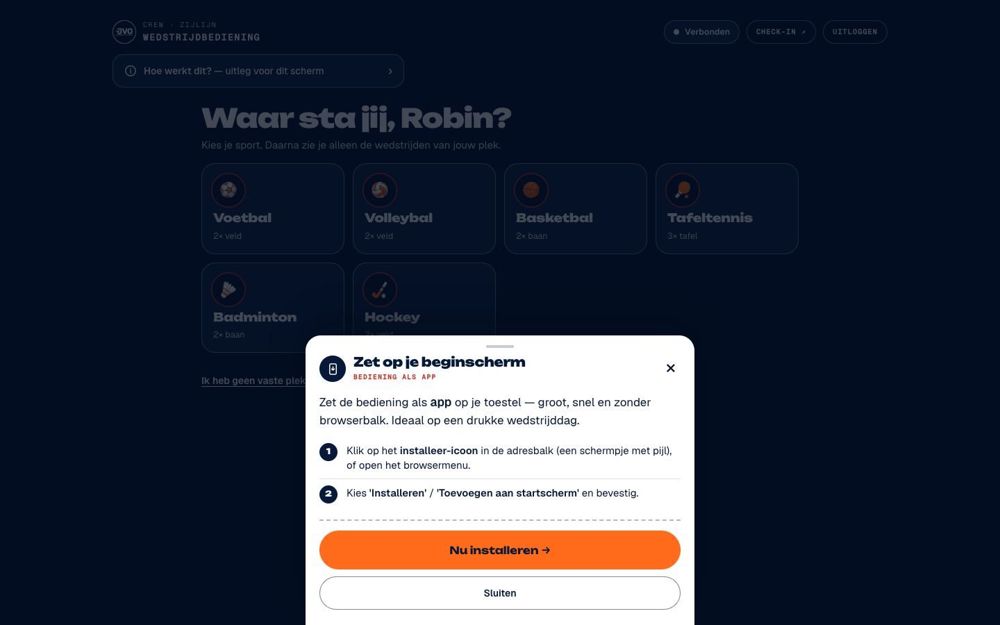 CREW · ZIJLIJN
WEDSTRIJDBEDIENING
Verbonden
CHECK-IN ↗
UITLOGGEN
Hoe werkt dit? — uitleg voor dit scherm
Waar sta jij, Robin?
Kies je sport. Daarna zie je alleen de wedstrijden van jouw plek.
Voetbal
2× veld
Volleybal
2× veld
Basketbal
2× baan
Tafeltennis
3× tafel
Badminton
2× baan
Hockey
Ik heb geen vaste plek
Zet op je beginscherm
BEDIENING ALS APP
Zet de bediening als app op je toestel — groot, snel en zonder
browserbalk. Ideaal op een drukke wedstrijddag.
1 Klik op het installeer-icoon in de adresbalk (een schermpje met pijl),
of open het browsermenu.
2 Kies 'Installeren' / 'Toevoegen aan startscherm' en bevestig.
Nu installeren →
Sluiten